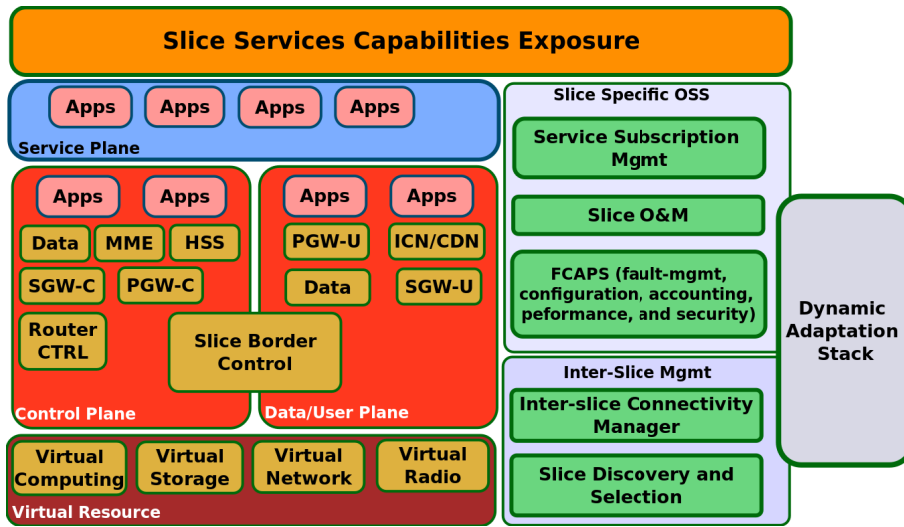 Slice Services Capabilities Exposure
Apps Apps Apps Apps
Service Plane
Apps Apps
Data MME HSS
SGW-C PGW-C
Router
CTRL
Control Plane
Apps Apps
PGW-U ICN/CDN
Data SGW-U
Data/User Plane
Slice Border
Control
Virtual
Computing
Virtual
Storage
Virtual
Network
Virtual
Radio
Virtual Resource
Slice Specific OSS
Service Subscription
Mgmt
Slice O&M
FCAPS (fault-mgmt,
configuration, accounting,
peformance, and security)
Inter-Slice Mgmt
Inter-slice Connectivity
Manager
Slice Discovery and
Selection
Dynamic
Adaptation
Stack